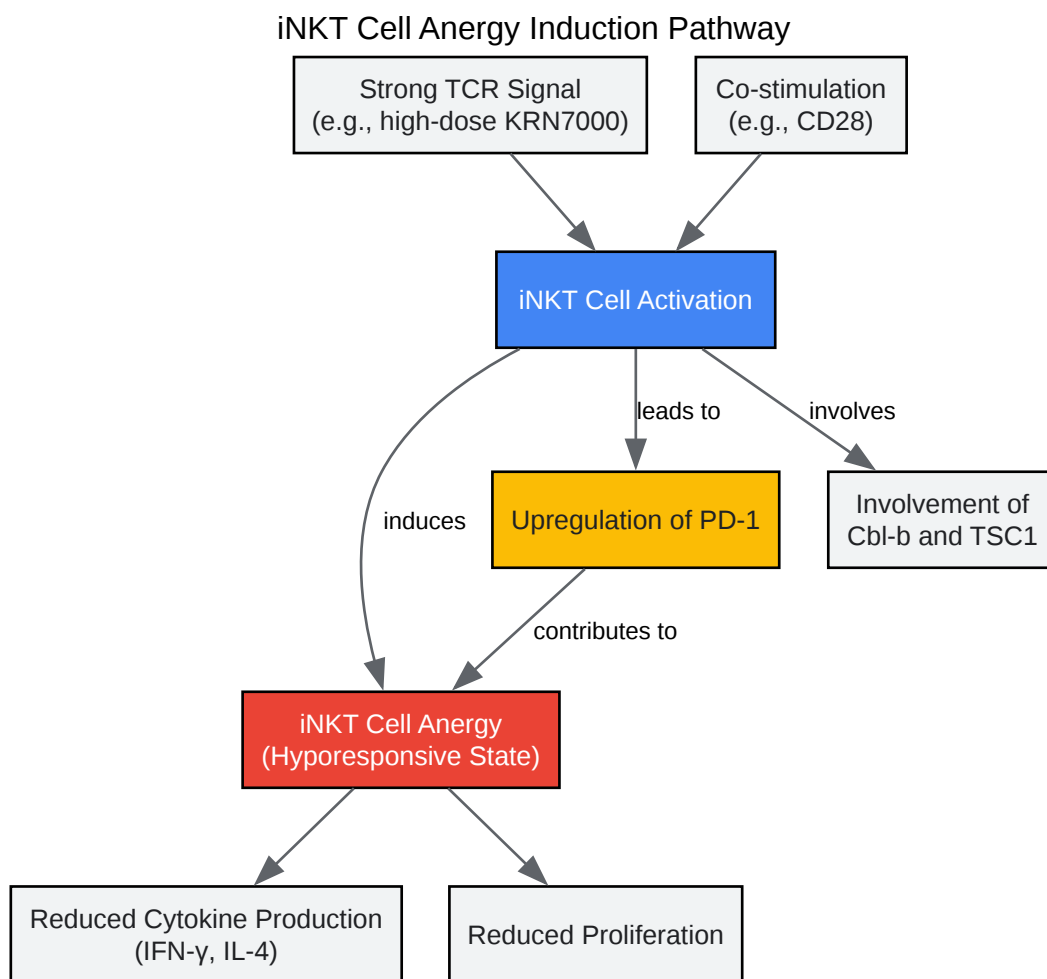 iNKT Cell Anergy Induction Pathway
Strong TCR Signal
(e.g., high-dose KRN7000)
Co-stimulation
(e.g., CD28)
iNKT Cell Activation
leads to
involves
induces
Upregulation of PD-1
Involvement of
Cbl-b and TSC1
contributes to
iNKT Cell Anergy
(Hyporesponsive State)
Reduced Cytokine Production
(IFN-γ, IL-4)
Reduced Proliferation